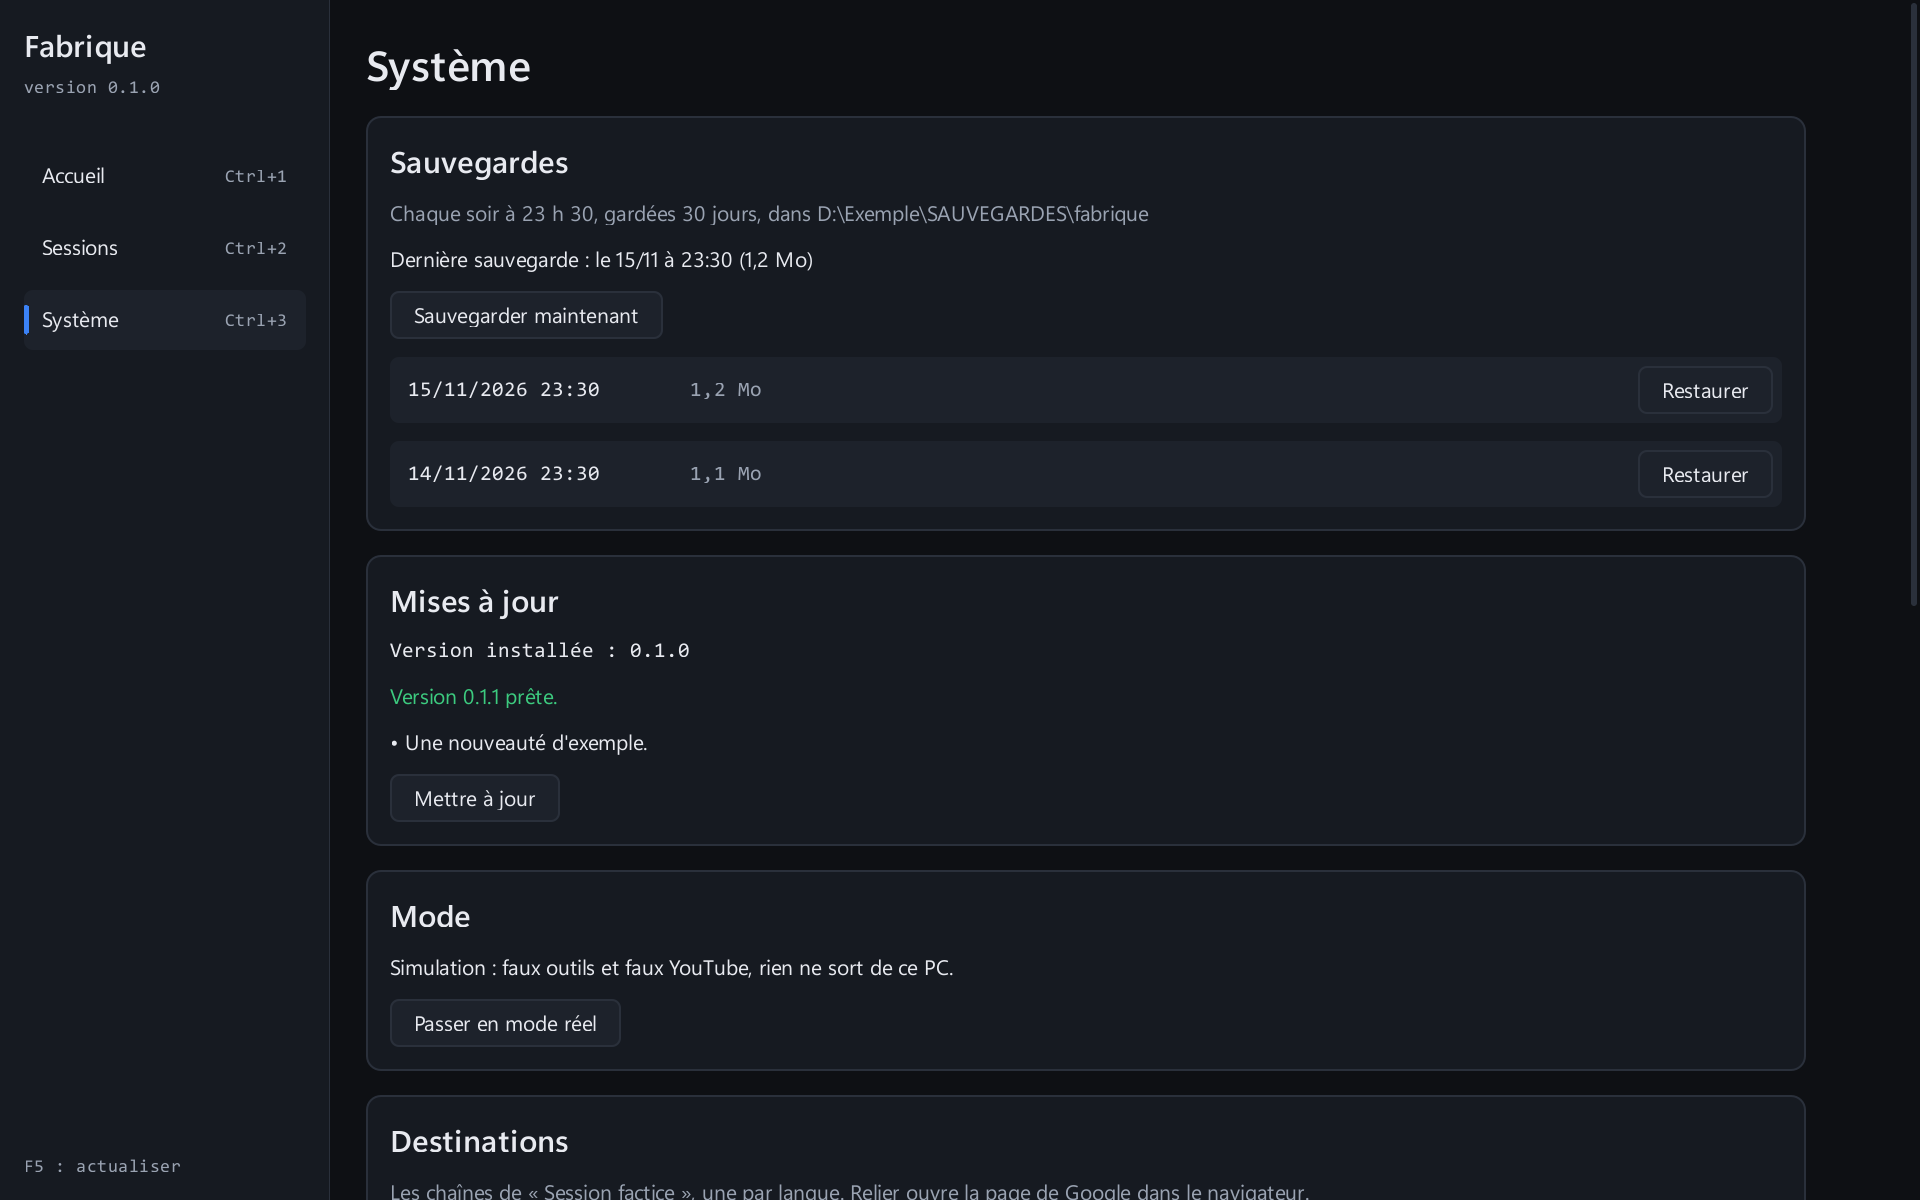 Fabrique
version 0.1.0
Accueil Ctrl+1
Sessions Ctrl+2
Système Ctrl+3
F5 : actualiser
Système
Sauvegardes
Chaque soir à 23 h 30, gardées 30 jours, dans D:\Exemple\SAUVEGARDES\fabrique
Dernière sauvegarde : le 15/11 à 23:30 (1,2 Mo)
Sauvegarder maintenant
15/11/2026 23:30 1,2 Mo Restaurer
14/11/2026 23:30 1,1 Mo Restaurer
Mises à jour
Version installée : 0.1.0
Version 0.1.1 prête.
• Une nouveauté d'exemple.
Mettre à jour
Mode
Simulation : faux outils et faux YouTube, rien ne sort de ce PC.
Passer en mode réel
Destinations
Les chaînes de « Session factice », une par langue. Relier ouvre la page de Google dans le navigateur.